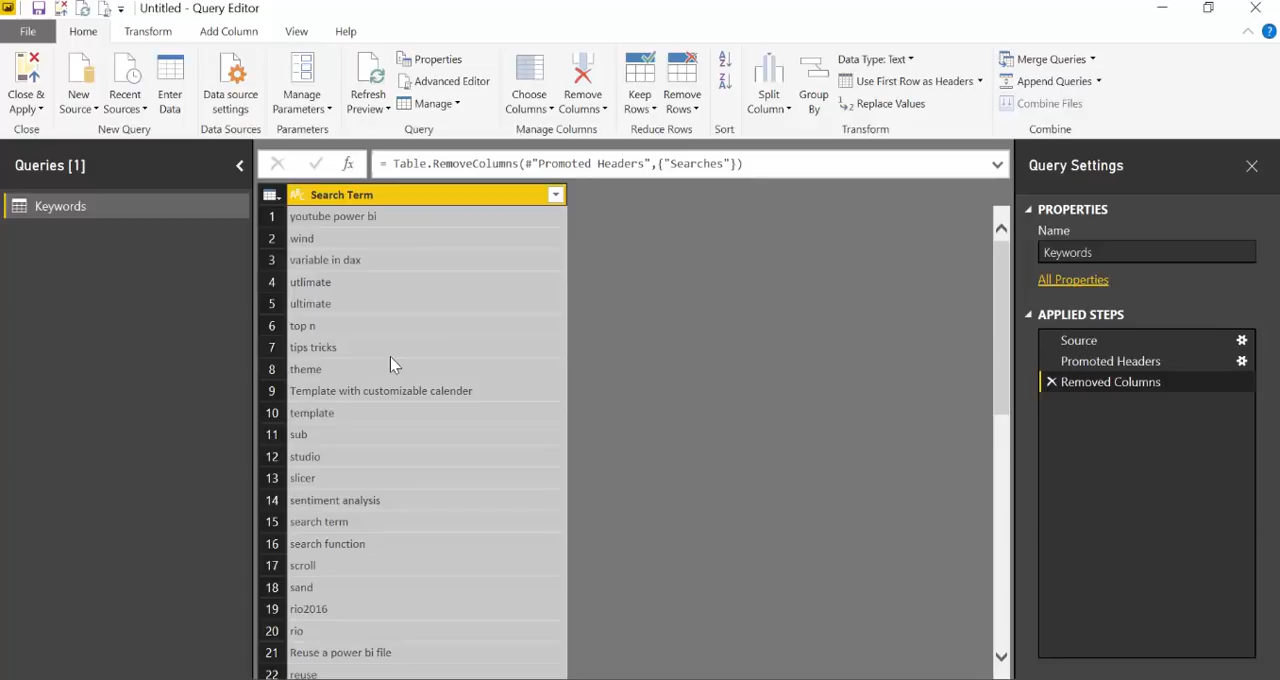 Untitled - Query Editor
File Home Transform Add Column View Help
Close & Apply
New Source
Recent Sources
Enter Data
Data source settings
Manage Parameters
Refresh Preview
Properties
Advanced Editor
Manage
Choose Columns
Remove Columns
Keep Rows
Remove Rows
Split Column
Group By
Data Type: Text
Use First Row as Headers
Replace Values
Merge Queries
Append Queries
Combine Files
Close New Query Data Sources Parameters Query Manage Columns Reduce Rows Sort Transform Combine
Queries [1]
Keywords
fx = Table.RemoveColumns(#"Promoted Headers",{"Searches"})
Search Term
1 youtube power bi
2 wind
3 variable in dax
4 utlimate
5 ultimate
6 top n
7 tips tricks
8 theme
9 Template with customizable calender
10 template
11 sub
12 studio
13 slicer
14 sentiment analysis
15 search term
16 search function
17 scroll
18 sand
19 rio2016
20 rio
21 Reuse a power bi file
22 reuse
Query Settings
PROPERTIES
Name
Keywords
All Properties
APPLIED STEPS
Source
Promoted Headers
Removed Columns